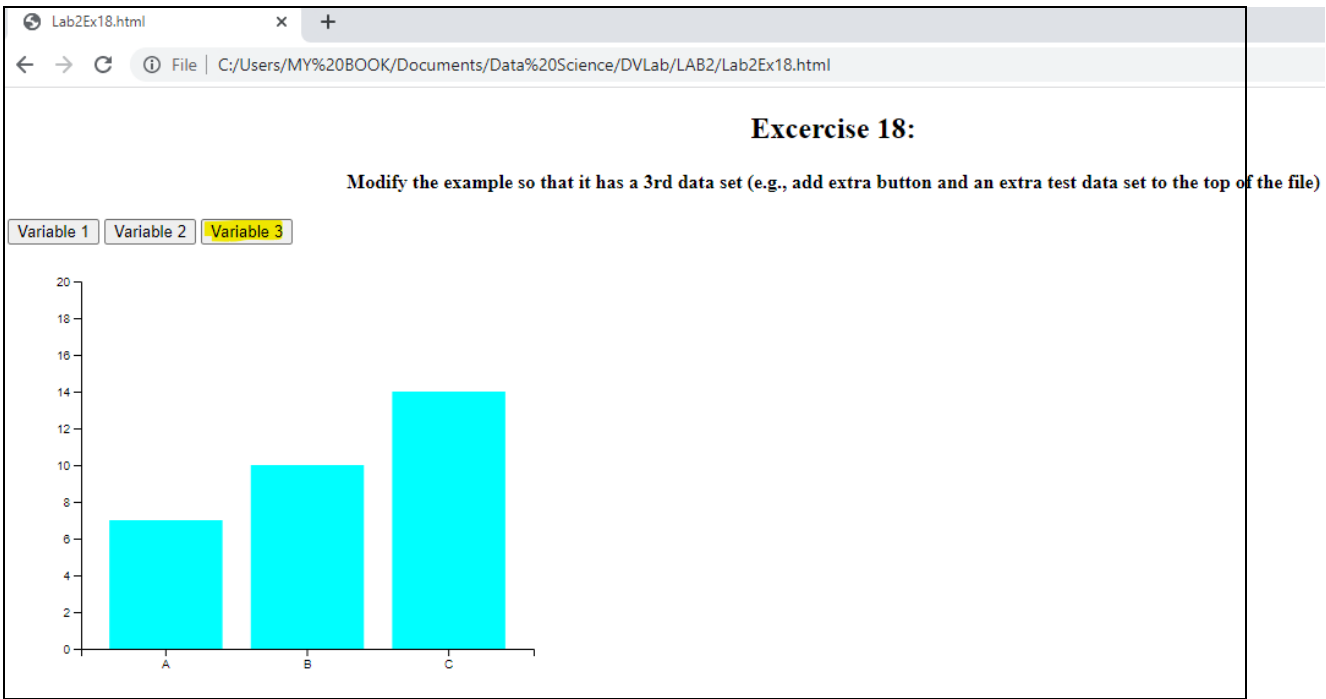 Lab2Ex18.html
File C:/Users/MY%20BOOK/Documents/Data%20Science/DVLab/LAB2/Lab2Ex18.html
Excercise 18:
Modify the example so that it has a 3rd data set (e.g., add extra button and an extra test data set to the top of the file)
Variable 1 Variable 2 Variable 3
20
18
16
14
12
10
8
6
4
2
0
A B C